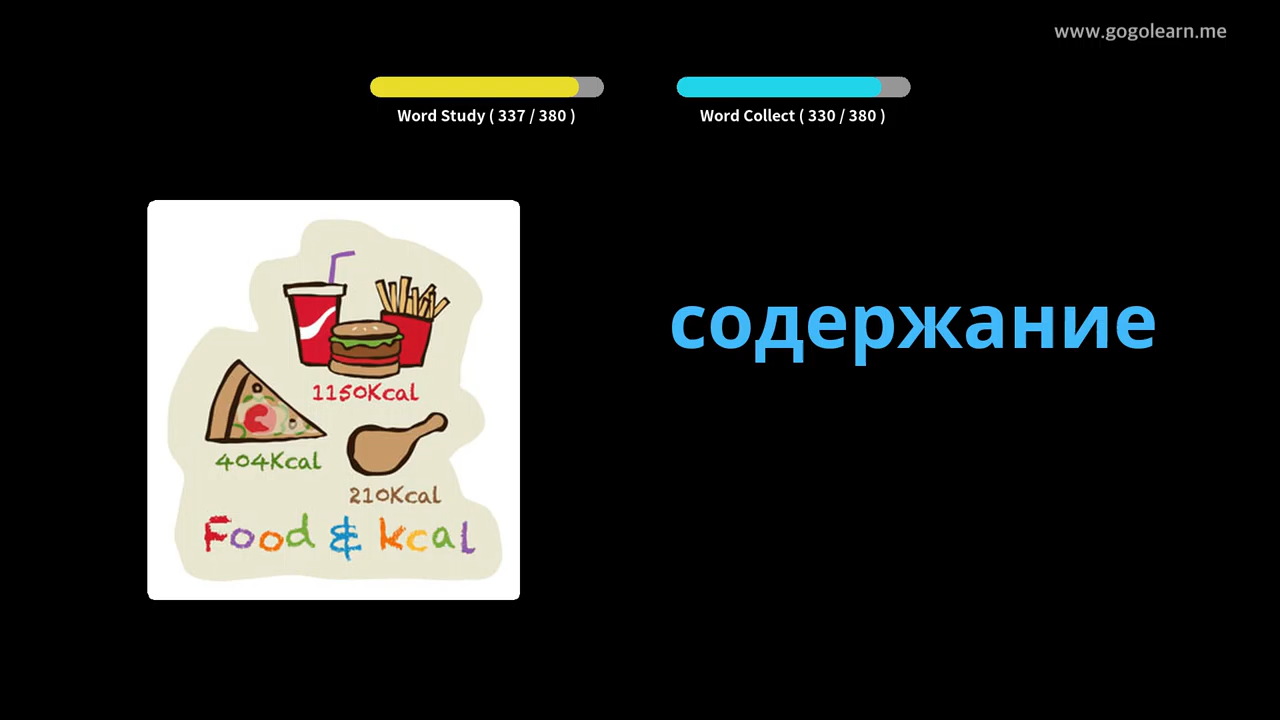 www.gogolearn.me
Word Study ( 337 / 380 )
Word Collect ( 330 / 380 )
содержание
1150Kcal
404Kcal
210Kcal
Food & kcal